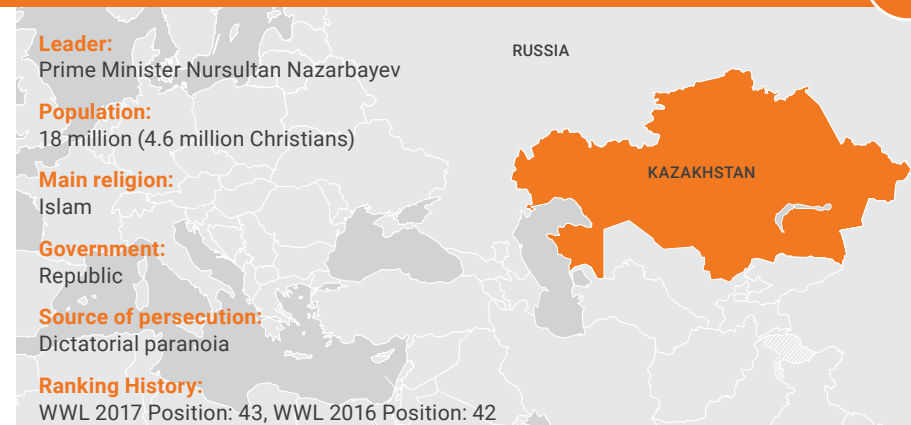 Leader:
Prime Minister Nursultan Nazarbayev
Population:
18 million (4.6 million Christians)
Main religion:
Islam
Government:
Republic
Source of persecution:
Dictatorial paranoia
Ranking History:
WWL 2017 Position: 43, WWL 2016 Position: 42
RUSSIA
KAZAKHSTAN